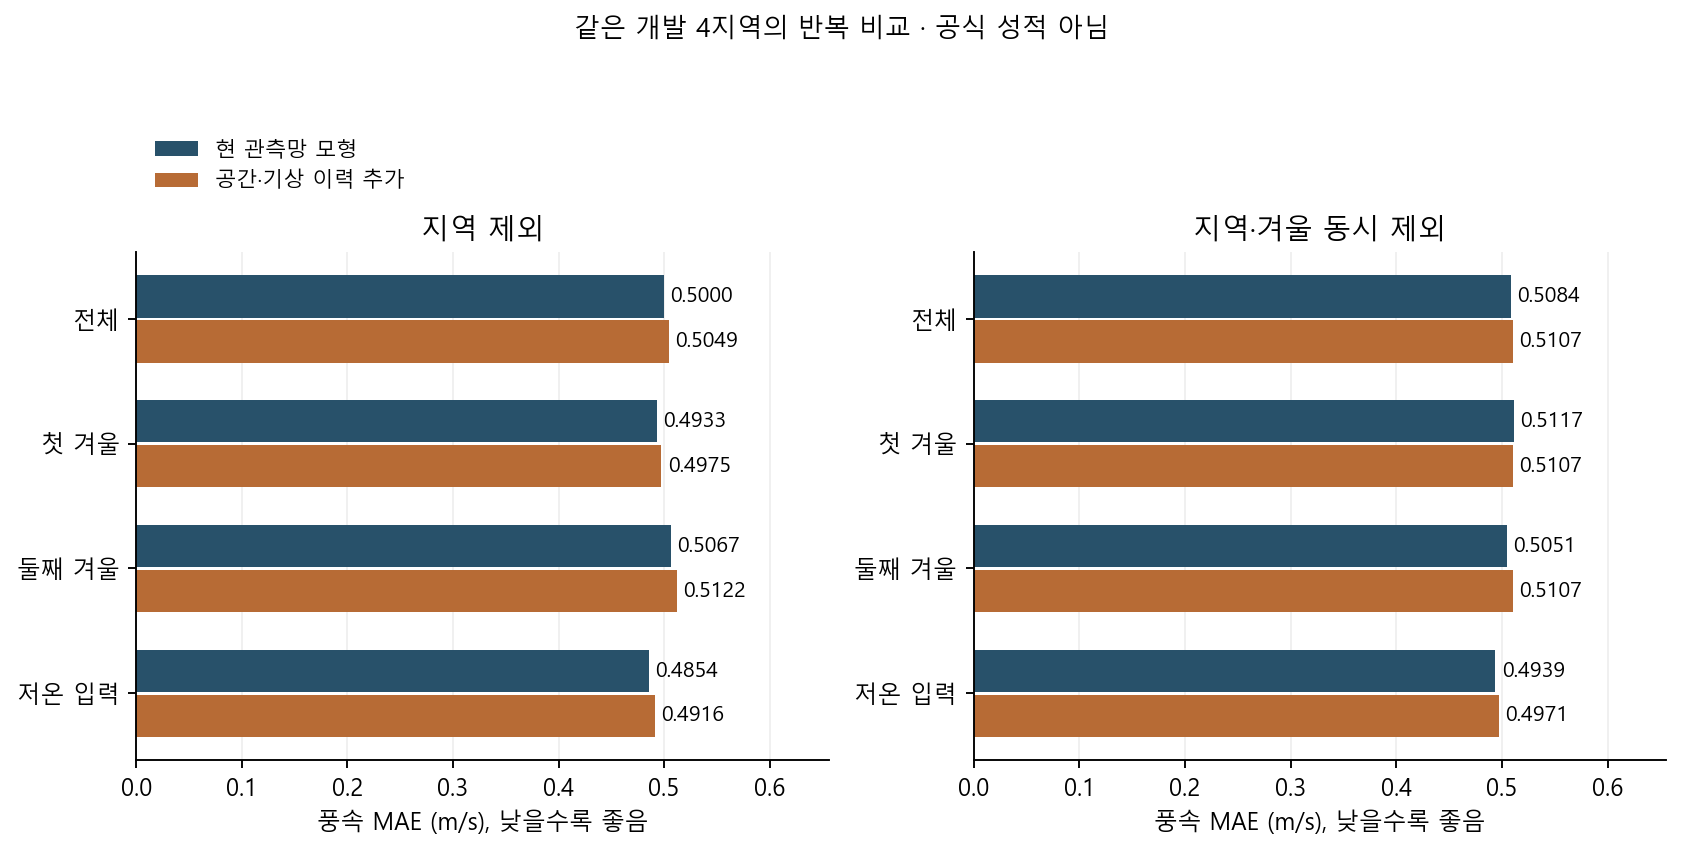 같은 개발 4지역의 반복 비교 · 공식 성적 아님
현 관측망 모형
공간·기상 이력 추가
지역 제외
전체
0.5000
0.5049
첫 겨울
0.4933
0.4975
둘째 겨울
0.5067
0.5122
저온 입력
0.4854
0.4916
0.0 0.1 0.2 0.3 0.4 0.5 0.6
풍속 MAE (m/s), 낮을수록 좋음
지역·겨울 동시 제외
전체
0.5084
0.5107
첫 겨울
0.5117
0.5107
둘째 겨울
0.5051
0.5107
저온 입력
0.4939
0.4971
0.0 0.1 0.2 0.3 0.4 0.5 0.6
풍속 MAE (m/s), 낮을수록 좋음